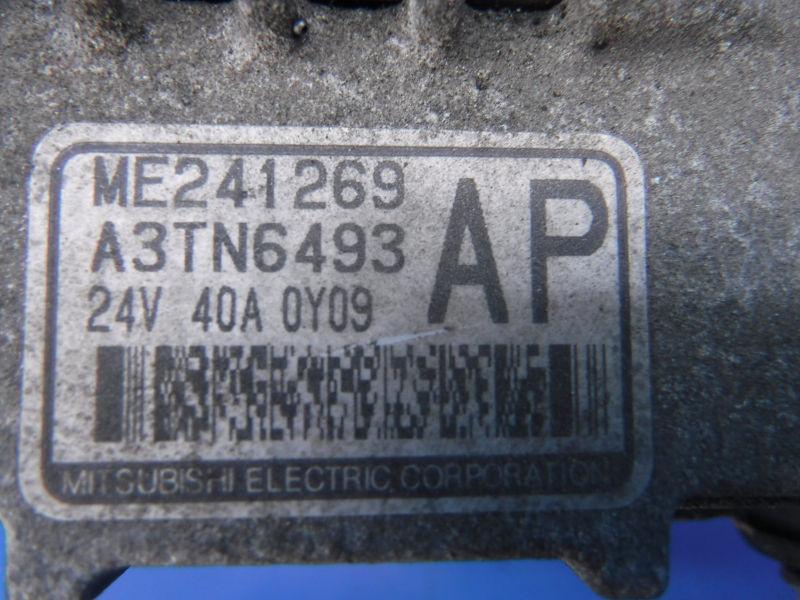 ME241269
A3TN6493
AP
24V 40A 0Y09
MITSUBISHI ELECTRIC CORPORATION